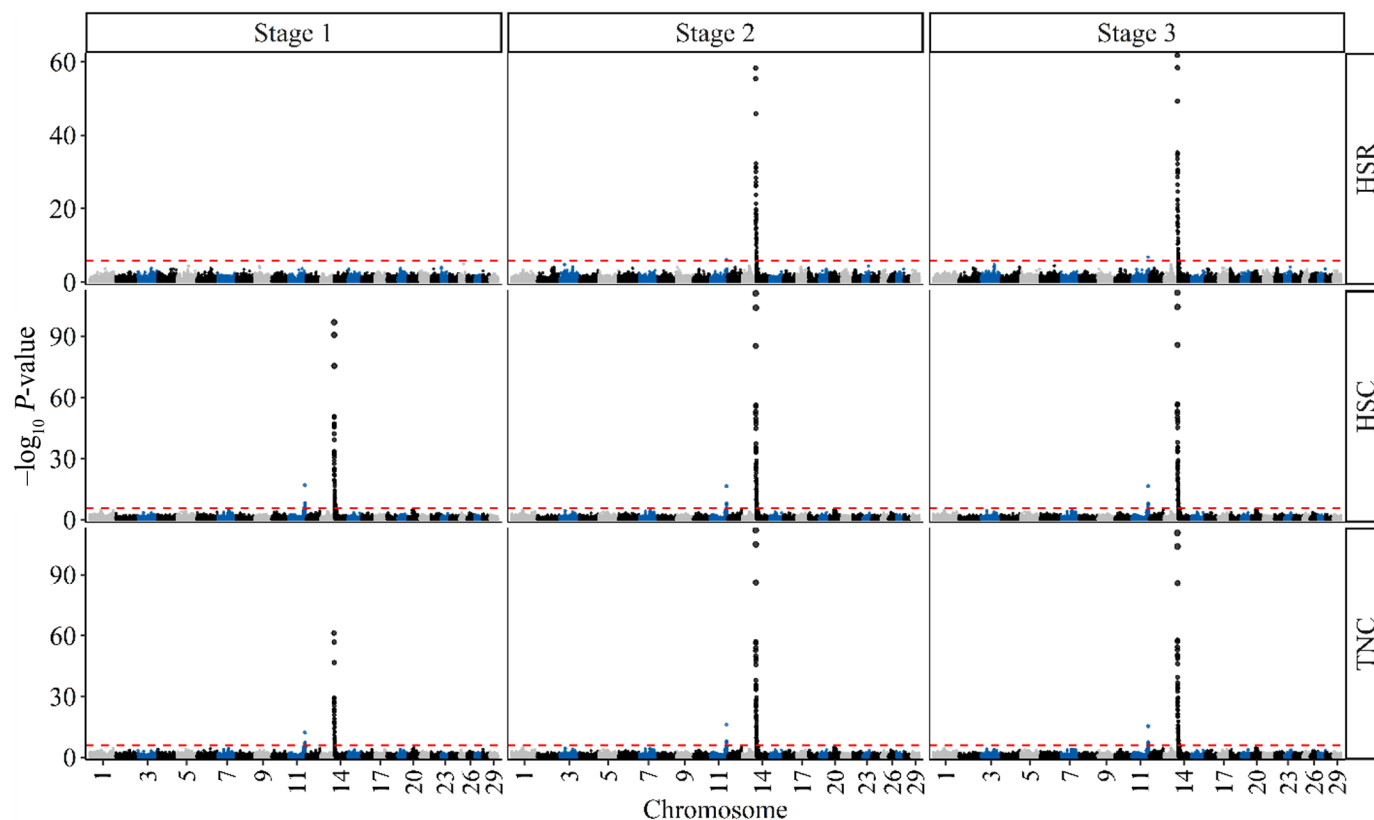 Stage 1 Stage 2 Stage 3
60
40
20
0
HSR
90
60
30
0
HSC
90
60
30
0
TNC
−log10 P-value
1 3 5 7 9 11 14 17 20 23 26 29 1 3 5 7 9 11 14 17 20 23 26 29 1 3 5 7 9 11 14 17 20 23 26 29
Chromosome